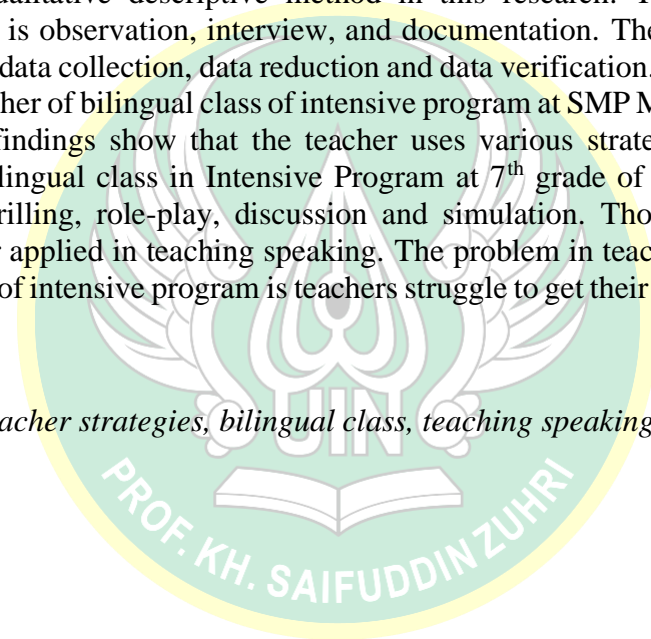 qualitative descriptive method in this research. T
is observation, interview, and documentation. The
data collection, data reduction and data verification.
her of bilingual class of intensive program at SMP M
findings show that the teacher uses various strate
lingual class in Intensive Program at 7th grade of
rilling, role-play, discussion and simulation. Tho
r applied in teaching speaking. The problem in teac
of intensive program is teachers struggle to get their
acher strategies, bilingual class, teaching speaking
UIN
PROF. KH. SAIFUDDIN ZUHRI